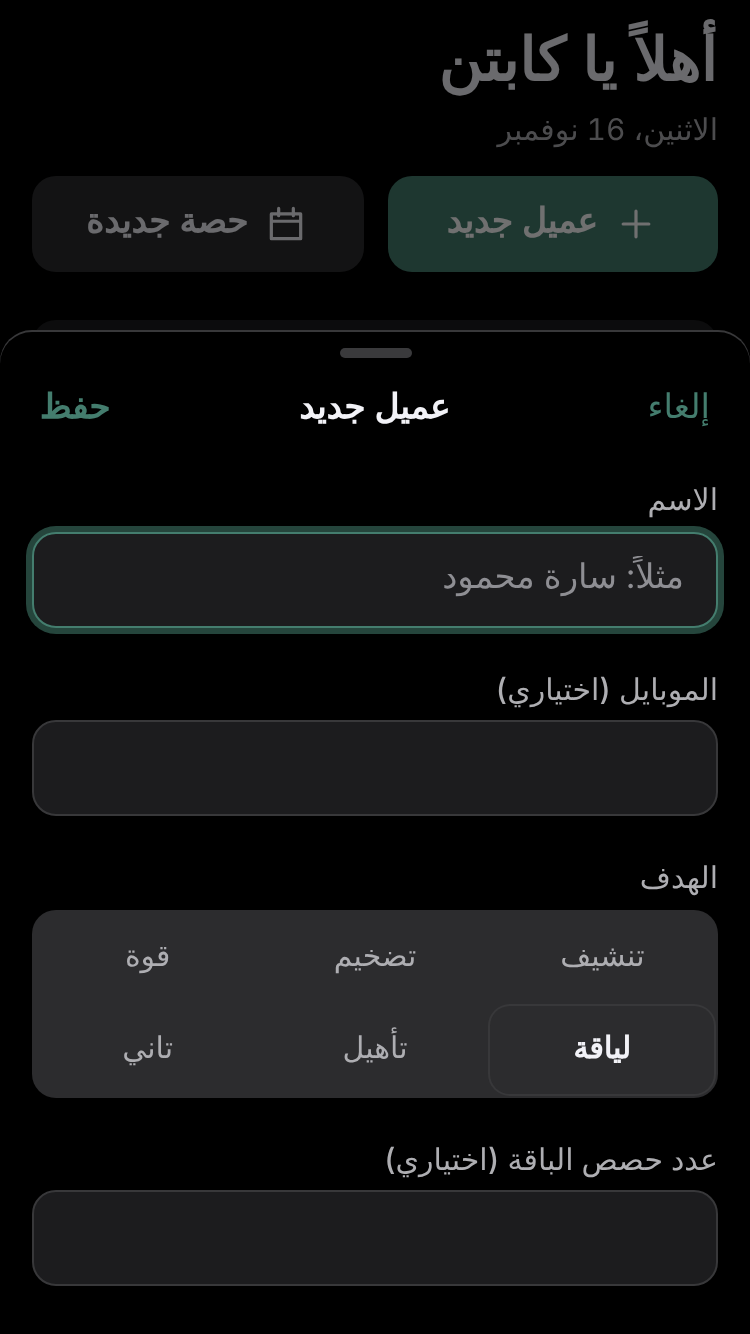 أهلاً يا كابتن
الاثنين، 16 نوفمبر
عميل جديد
حصة جديدة
إلغاء
عميل جديد
حفظ
الاسم
مثلاً: سارة محمود
الموبايل (اختياري)
الهدف
تنشيف تضخيم قوة
لياقة تأهيل تاني
عدد حصص الباقة (اختياري)